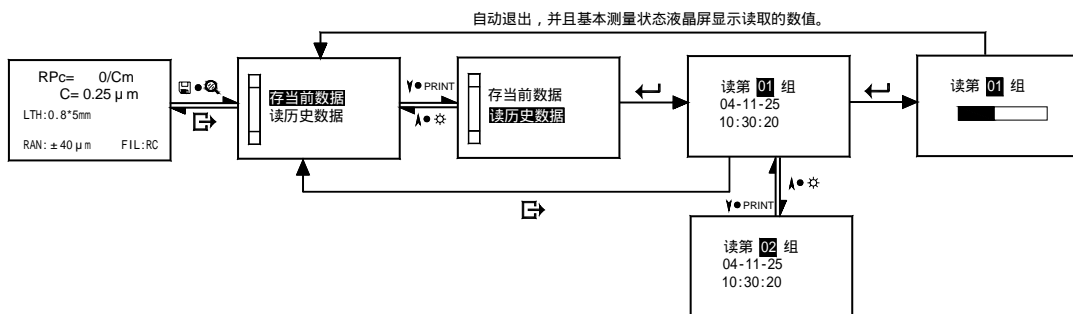 自动退出，并且基本测量状态液晶屏显示读取的数值。
RPc= 0/Cm
C= 0.25 μm
LTH:0.8*5mm
RAN: ±40μm FIL:RC
存当前数据
读历史数据
PRINT
存当前数据
读历史数据
读第 01 组
04-11-25
10:30:20
读第 01 组
PRINT
读第 02 组
04-11-25
10:30:20